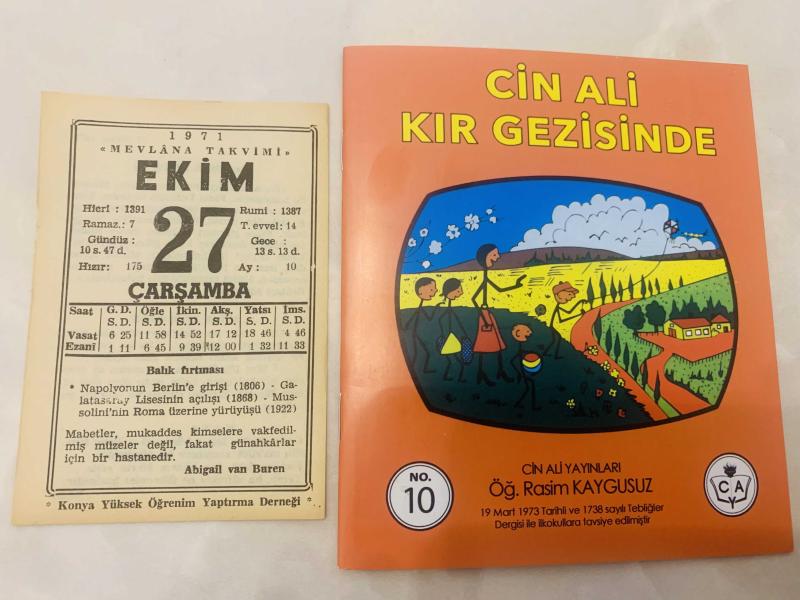 1971
«MEVLÂNA TAKVİMİ»
EKİM
Hicrî : 1391
Ramaz.: 7
Gündüz :
10 s. 47 d.
Hızır: 175
27
Rumi : 1387
T. evvel: 14
Gece :
13 s. 13 d.
Ay : 10
ÇARŞAMBA
Saat G. D. Öğle İkin. Akş. Yatsı İms.
S. D. S. D. S. D. S. D. S. D. S. D.
Vasat 6 25 11 58 14 52 17 12 18 46 4 46
Ezanî 1 11 6 45 9 39 12 00 1 32 11 33
Balık fırtınası
* Napolyonun Berlin'e girişi (1806) - Ga-
latasaray Lisesinin açılışı (1868) - Mus-
solini'nin Roma üzerine yürüyüşü (1922)
Mabetler, mukaddes kimselere vakfedil-
miş müzeler değil, fakat günahkârlar
için bir hastanedir.
Abigail van Buren
* Konya Yüksek Öğrenim Yaptırma Derneği *
CİN ALİ
KIR GEZİSİNDE
NO.
10
CİN ALİ YAYINLARI
Öğ. Rasim KAYGUSUZ
19 Mart 1973 Tarihli ve 1738 sayılı Tebliğler
Dergisi ile ilkokullara tavsiye edilmiştir
C A